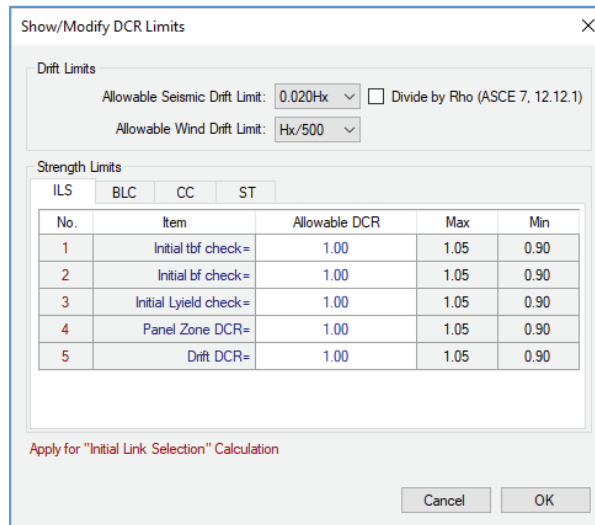 Show/Modify DCR Limits
Drift Limits
Allowable Seismic Drift Limit: 0.020Hx Divide by Rho (ASCE 7, 12.12.1)
Allowable Wind Drift Limit: Hx/500
Strength Limits
ILS BLC CC ST
No. Item Allowable DCR Max Min
1 Initial tbf check= 1.00 1.05 0.90
2 Initial bf check= 1.00 1.05 0.90
3 Initial Lyield check= 1.00 1.05 0.90
4 Panel Zone DCR= 1.00 1.05 0.90
5 Drift DCR= 1.00 1.05 0.90
Apply for "Initial Link Selection" Calculation
Cancel OK